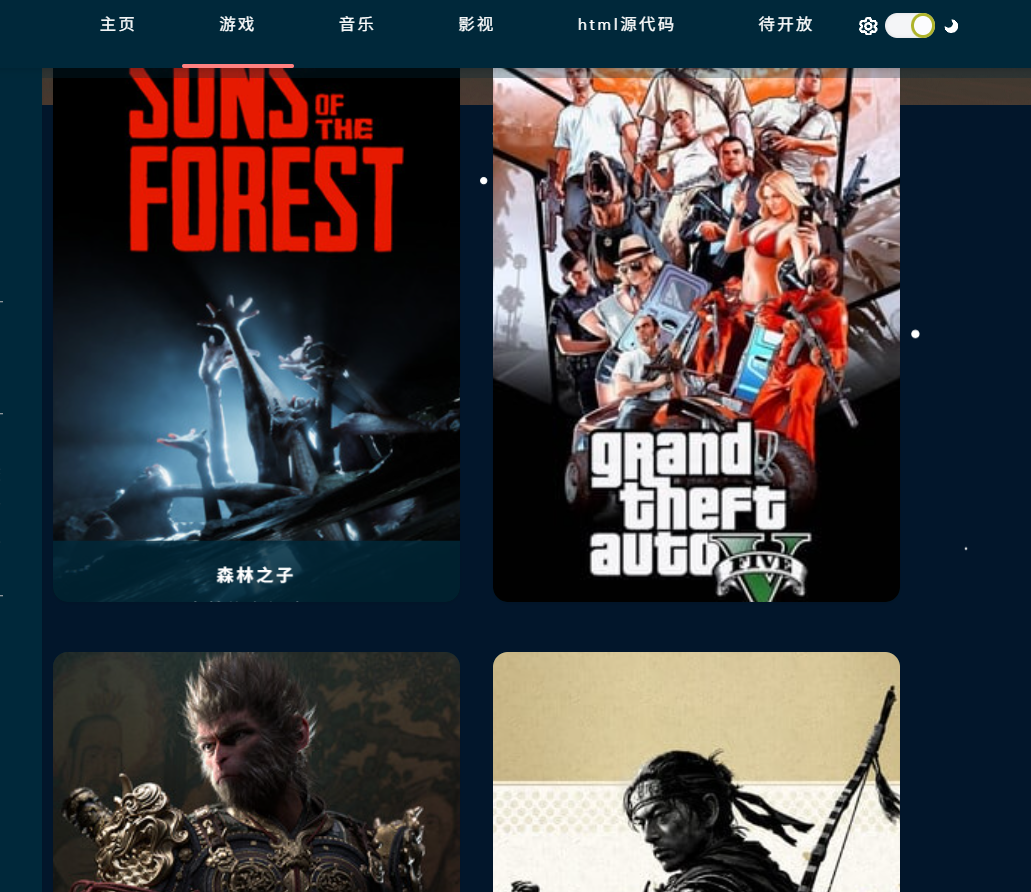 主页
游戏
音乐
影视
html源代码
待开放
SONS
OF
THE
FOREST
森林之子
grand
theft
auto
V
FIVE